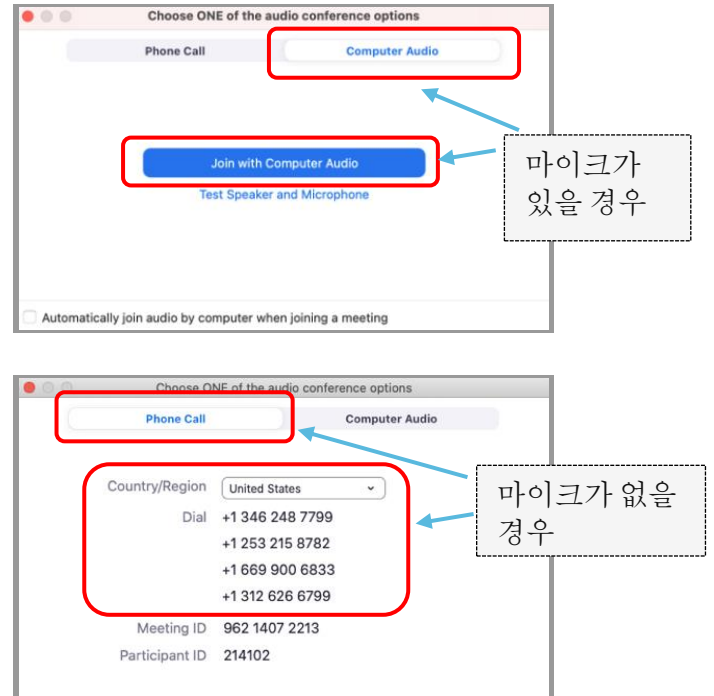 Choose ONE of the audio conference options
Phone Call
Computer Audio
Join with Computer Audio
Test Speaker and Microphone
마이크가
있을 경우
Automatically join audio by computer when joining a meeting
Choose ONE of the audio conference options
Phone Call
Computer Audio
Country/Region
United States
Dial
+1 346 248 7799
+1 253 215 8782
+1 669 900 6833
+1 312 626 6799
마이크가 없을
경우
Meeting ID
962 1407 2213
Participant ID
214102